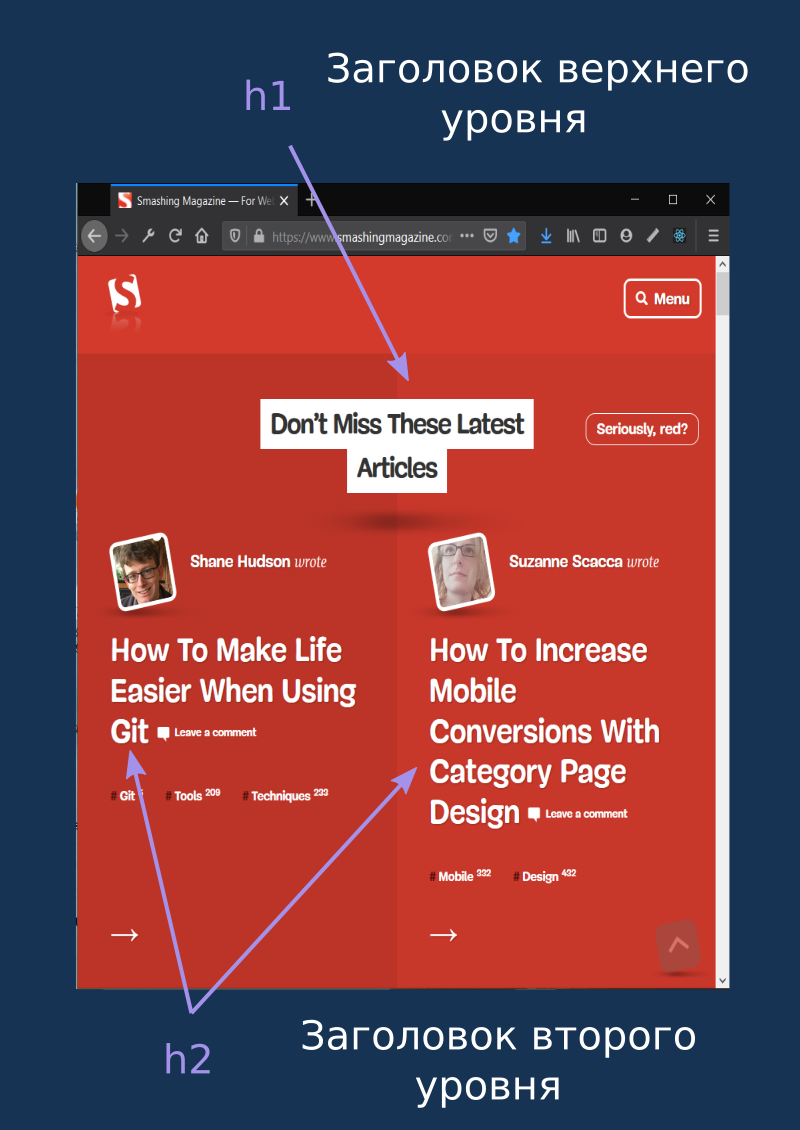 Заголовок верхнего
h1
уровня
Smashing Magazine — For We
https://www.smashingmagazine.co
Menu
Don't Miss These Latest
Articles
Seriously, red?
Shane Hudson wrote
Suzanne Scacca wrote
How To Make Life
Easier When Using
Git Leave a comment
# Git
# Tools 209
# Techniques 233
How To Increase
Mobile
Conversions With
Category Page
Design Leave a comment
# Mobile 332
# Design 432
h2
Заголовок второго
уровня